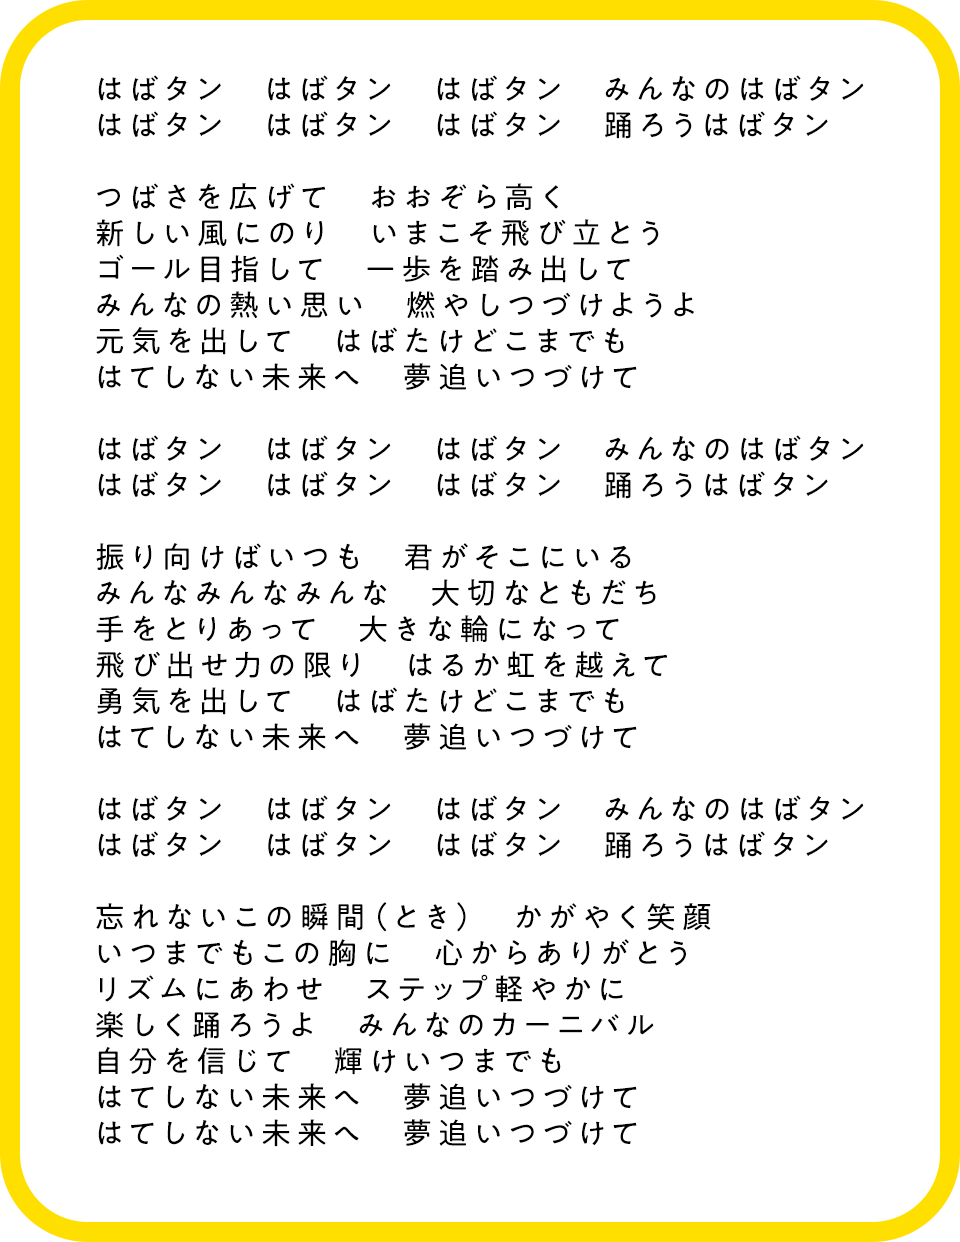 はばタン　はばタン　はばタン　みんなのはばタン
はばタン　はばタン　はばタン　踊ろうはばタン

つばさを広げて　おおぞら高く
新しい風にのり　いまこそ飛び立とう
ゴール目指して　一歩を踏み出して
みんなの熱い思い　燃やしつづけようよ
元気を出して　はばたけどこまでも
はてしない未来へ　夢追いつづけて

はばタン　はばタン　はばタン　みんなのはばタン
はばタン　はばタン　はばタン　踊ろうはばタン

振り向けばいつも　君がそこにいる
みんなみんなみんな　大切なともだち
手をとりあって　大きな輪になって
飛び出せ力の限り　はるか虹を越えて
勇気を出して　はばたけどこまでも
はてしない未来へ　夢追いつづけて

はばタン　はばタン　はばタン　みんなのはばタン
はばタン　はばタン　はばタン　踊ろうはばタン

忘れないこの瞬間（とき）　かがやく笑顔
いつまでもこの胸に　心からありがとう
リズムにあわせ　ステップ軽やかに
楽しく踊ろうよ　みんなのカーニバル
自分を信じて　輝けいつまでも
はてしない未来へ　夢追いつづけて
はてしない未来へ　夢追いつづけて